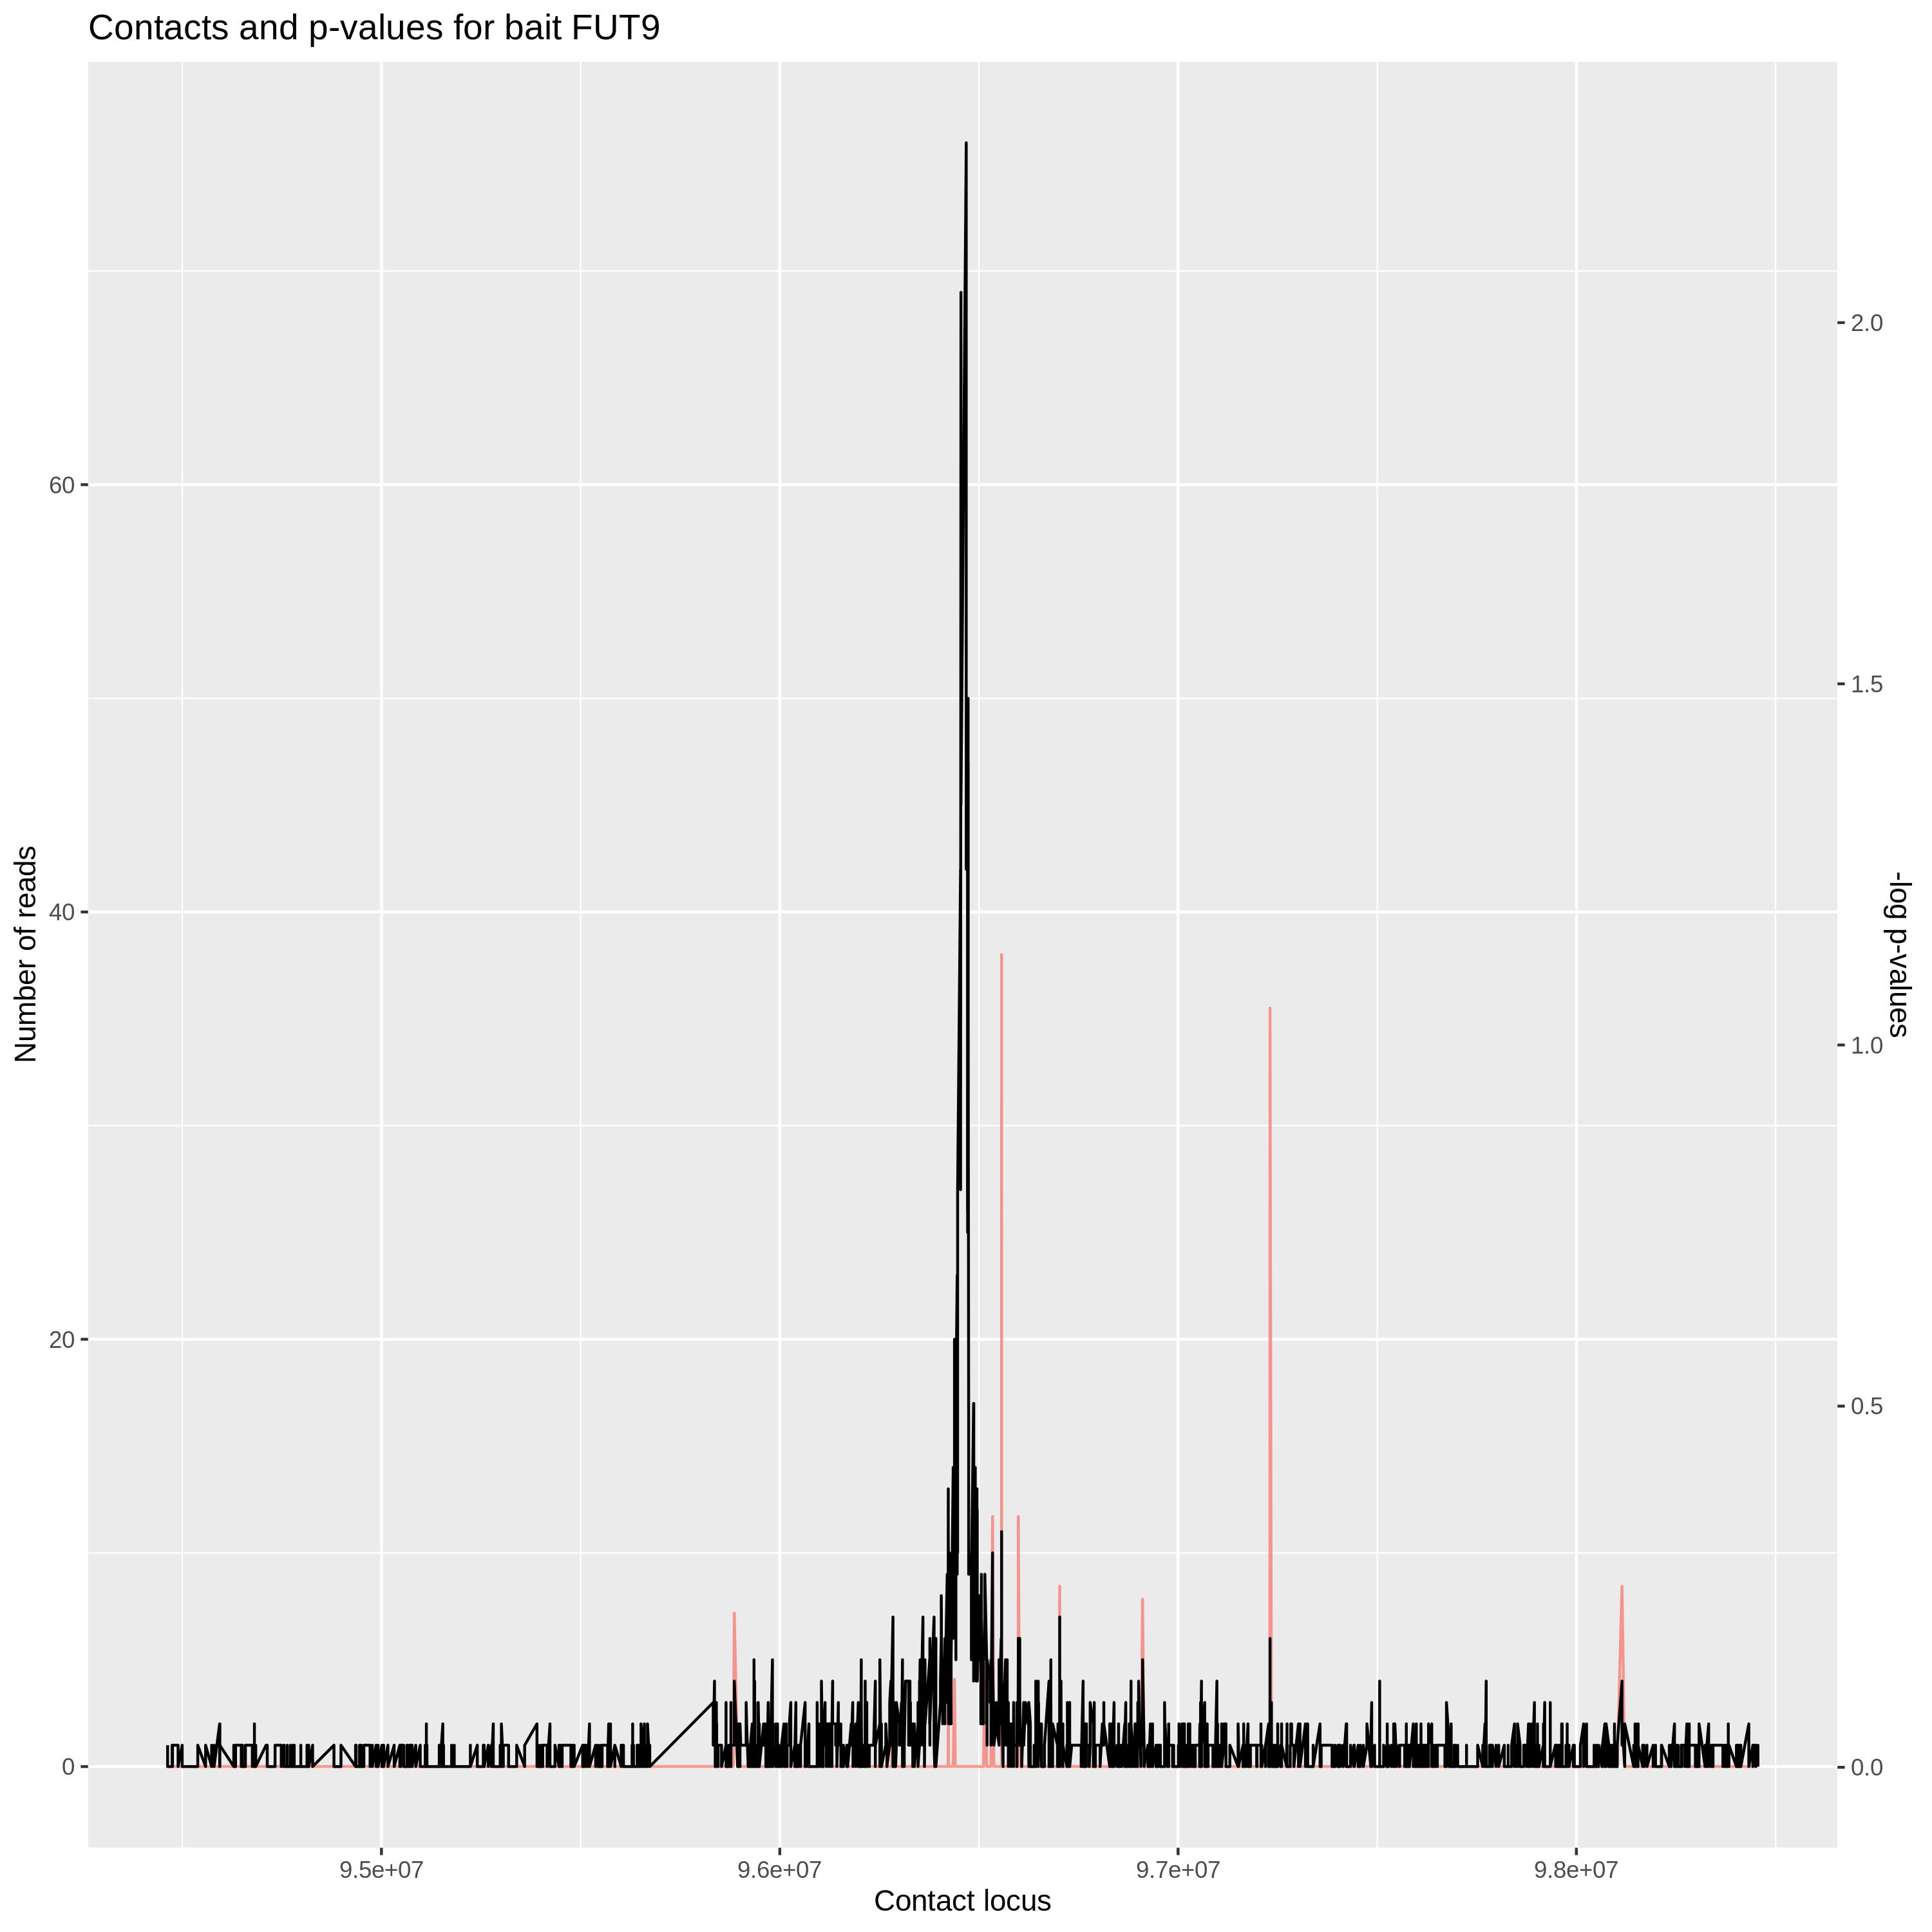 Contacts and p-values for bait FUT9
Number of reads
60
40
20
0
2.0
1.5
1.0
0.5
0.0
-log p-values
9.5e+07
9.6e+07
9.7e+07
9.8e+07
Contact locus